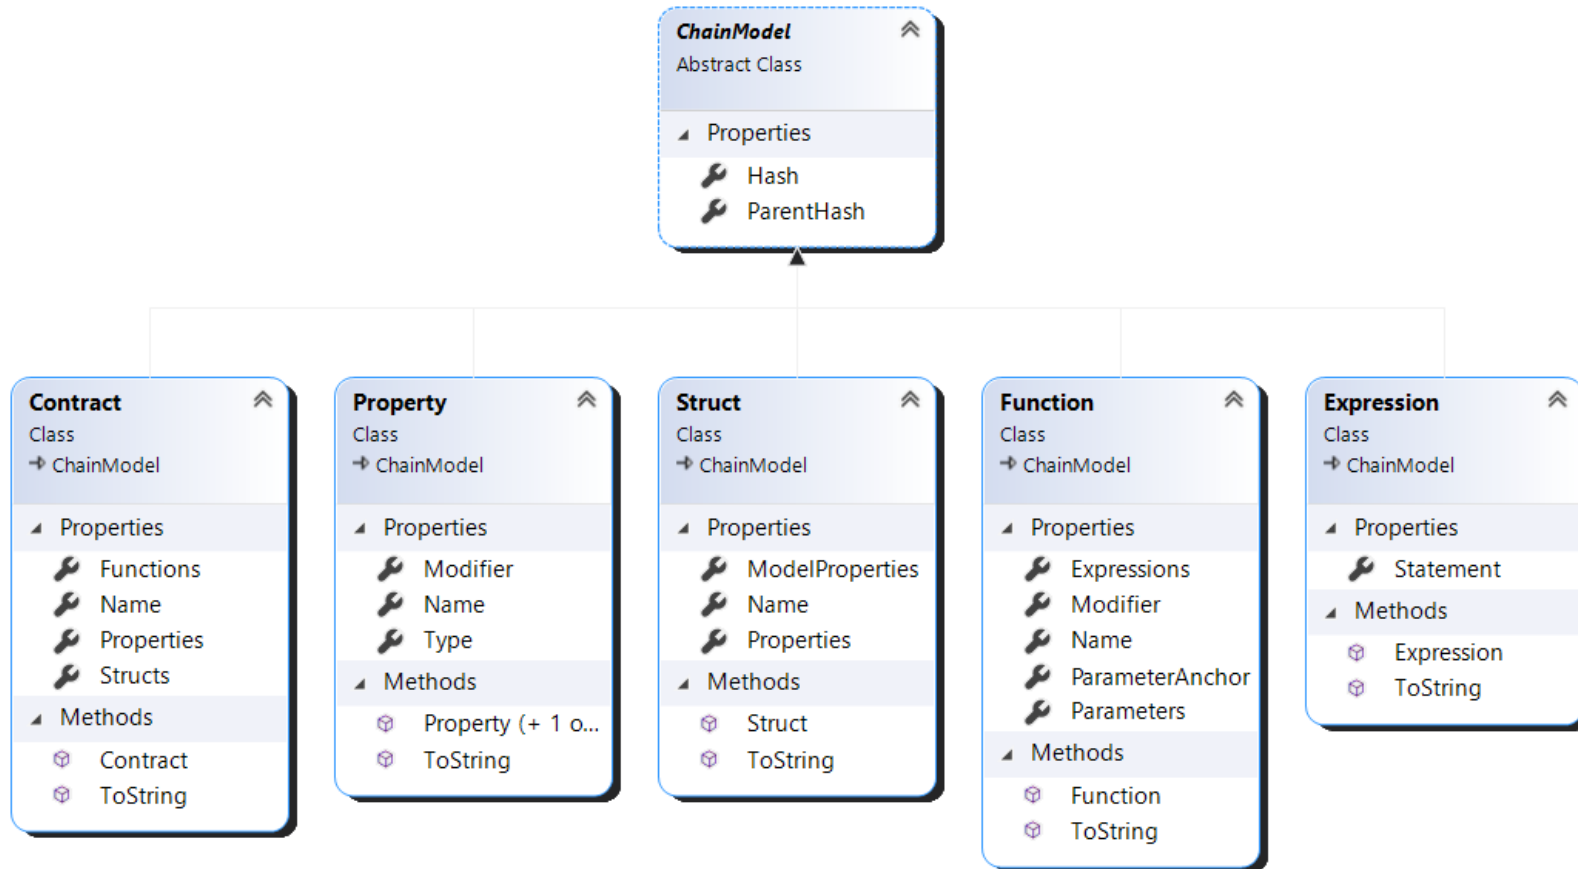 ChainModel
Abstract Class
Properties
Hash
ParentHash
Contract
Class
ChainModel
Properties
Functions
Name
Properties
Structs
Methods
Contract
ToString
Property
Class
ChainModel
Properties
Modifier
Name
Type
Methods
Property (+ 1 o...
ToString
Struct
Class
ChainModel
Properties
ModelProperties
Name
Properties
Methods
Struct
ToString
Function
Class
ChainModel
Properties
Expressions
Modifier
Name
ParameterAnchor
Parameters
Methods
Function
ToString
Expression
Class
ChainModel
Properties
Statement
Methods
Expression
ToString